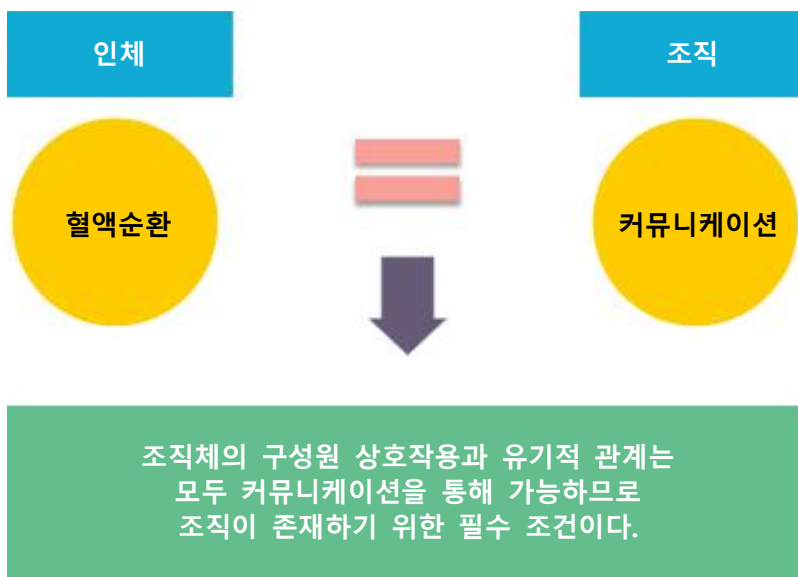 인체
조직
혈액순환
커뮤니케이션
조직체의 구성원 상호작용과 유기적 관계는
모두 커뮤니케이션을 통해 가능하므로
조직이 존재하기 위한 필수 조건이다.